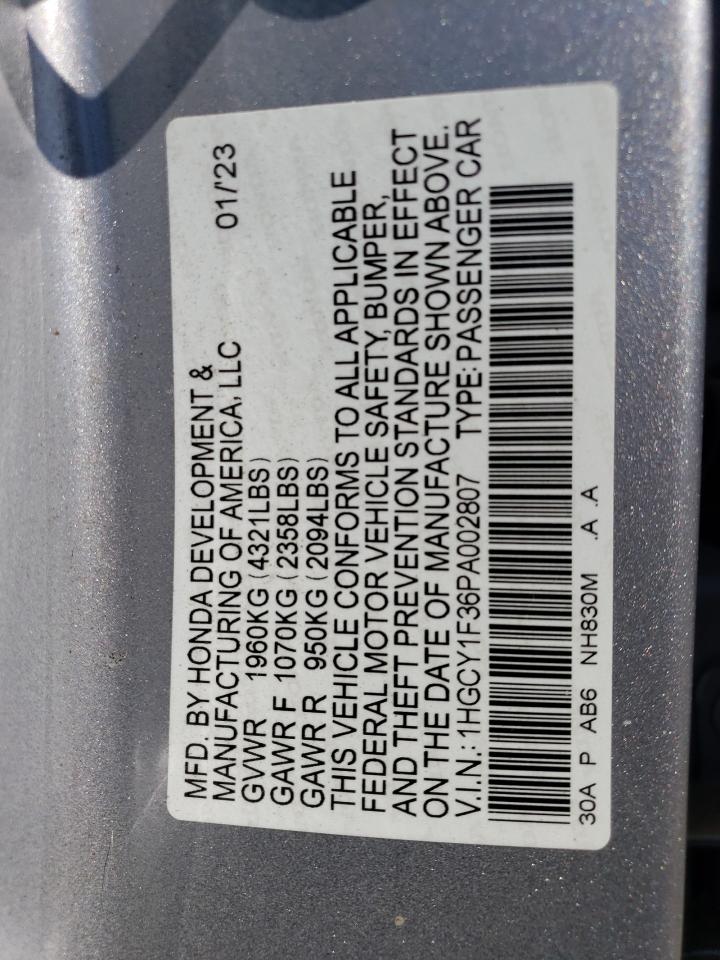 MFD. BY HONDA DEVELOPMENT &
MANUFACTURING OF AMERICA, LLC 01/'23
GVWR 1960KG (4321LBS)
GAWR F 1070KG (2358LBS)
GAWR R 950KG (2094LBS)
THIS VEHICLE CONFORMS TO ALL APPLICABLE
FEDERAL MOTOR VEHICLE SAFETY, BUMPER,
AND THEFT PREVENTION STANDARDS IN EFFECT
ON THE DATE OF MANUFACTURE SHOWN ABOVE.
V.I.N.: 1HGCY1F36PA002807 TYPE: PASSENGER CAR
30A P AB6 NH830M .A .A